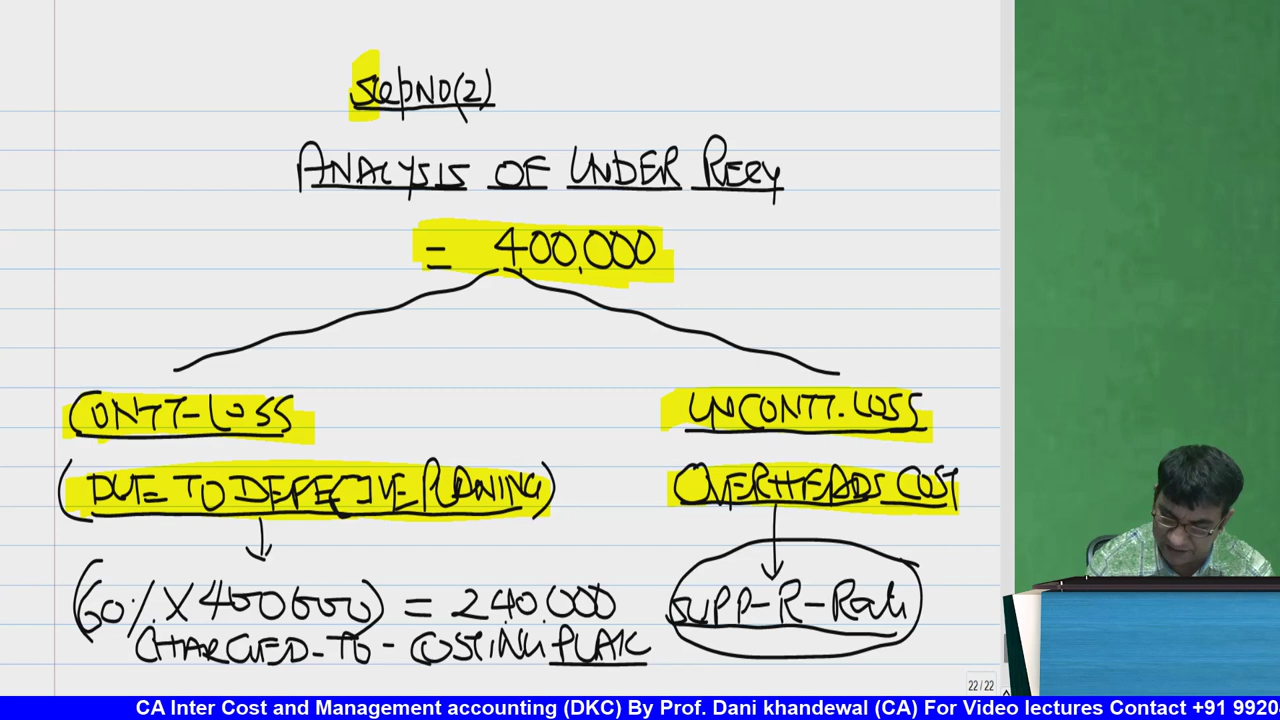 Step NO(2)
ANALYSIS OF UNDER RECY
= 400,000
CONTT-LOSS
UNCONTT. LOSS
(DUE TO DEFECTIVE PLANING)
OVERHEADS COST
(60% X 400000) = 240.000
SUPP-R-Rate
CHARGED-TO-COSTING PL A/C
22/22
CA Inter Cost and Management accounting (DKC) By Prof. Dani khandewal (CA) For Video lectures Contact +91 9920